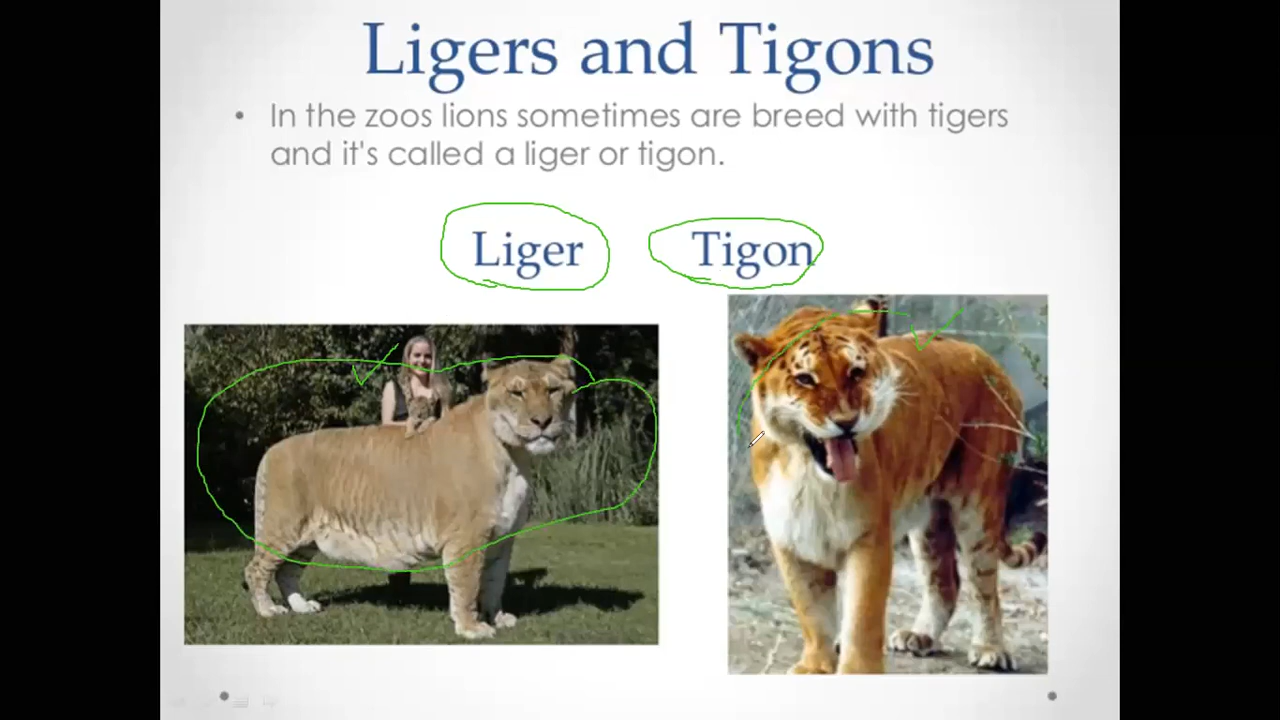 Ligers and Tigons
• In the zoos lions sometimes are breed with tigers
and it's called a liger or tigon.
Liger Tigon